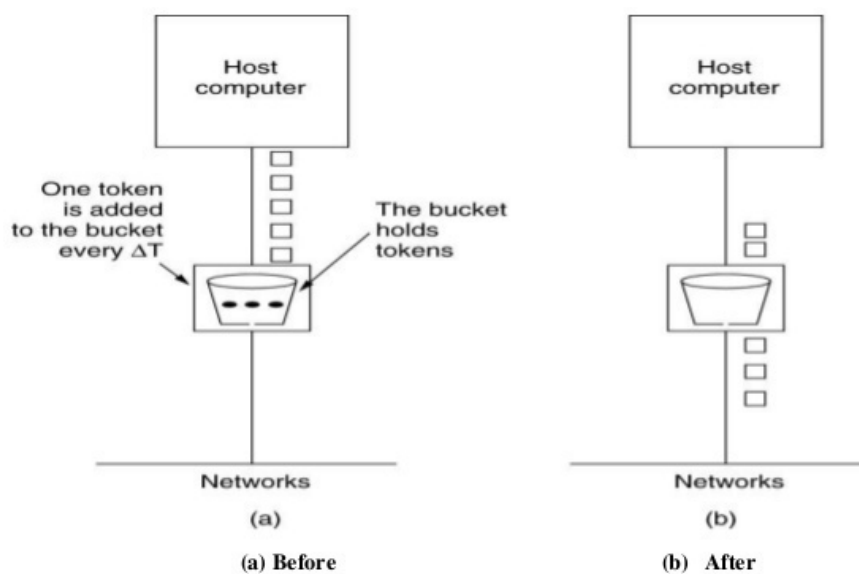 Host
computer
One token
is added
to the bucket
every ΔT
The bucket
holds
tokens
Networks
(a)
(a) Before
Host
computer
Networks
(b)
(b) After